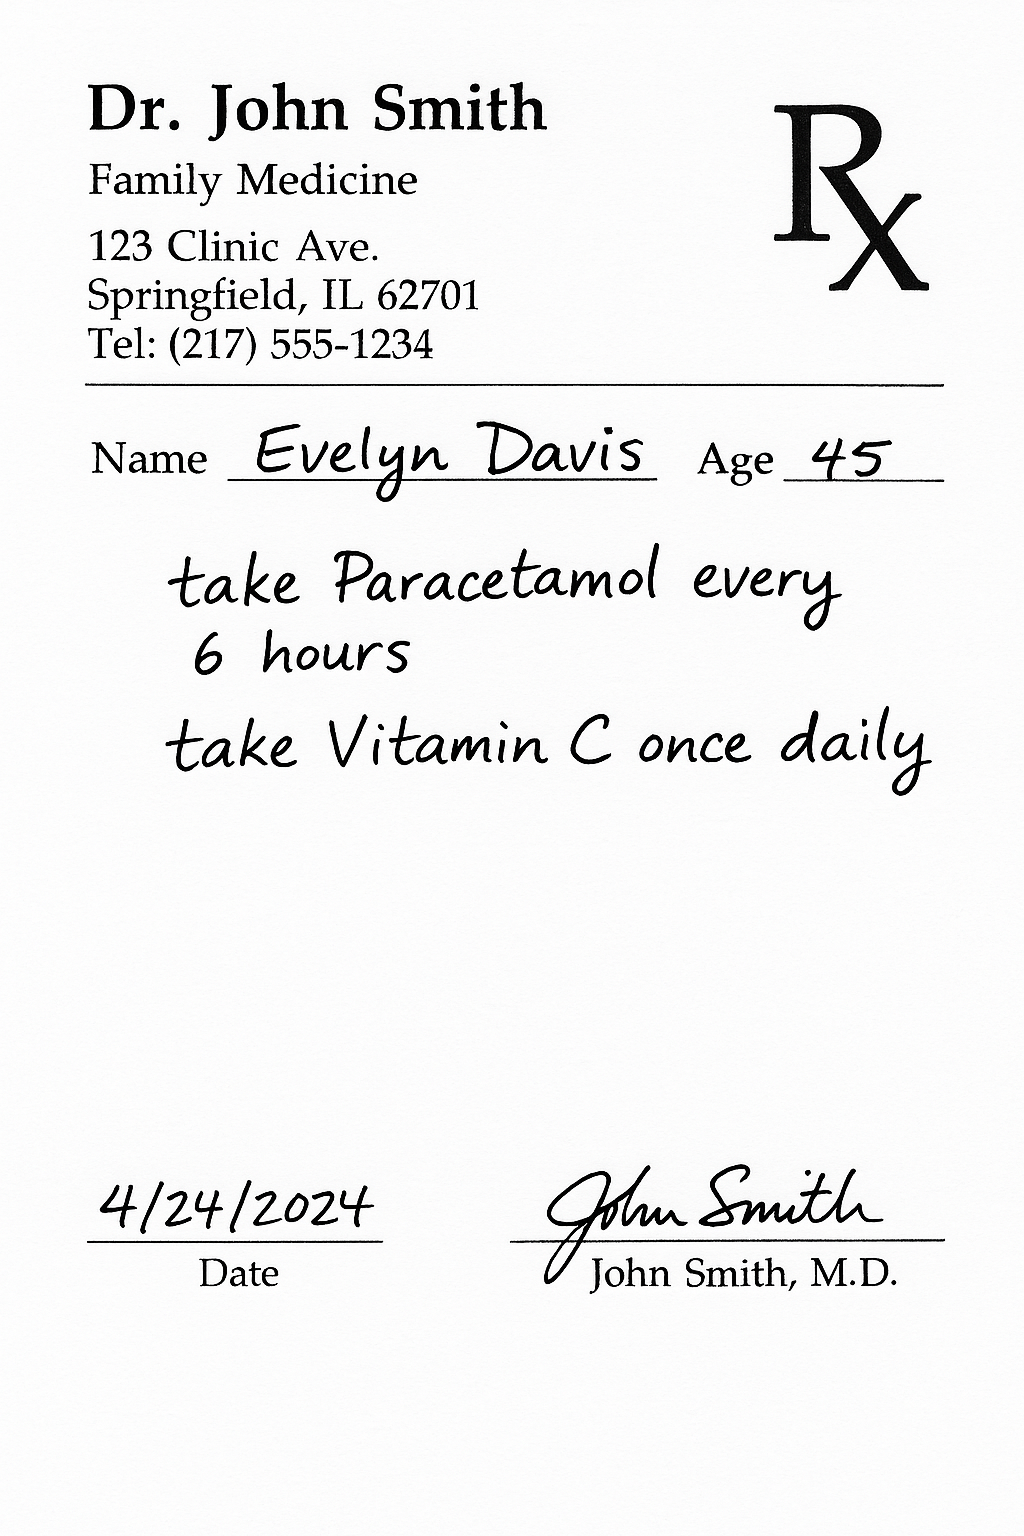 Dr. John Smith
Family Medicine
123 Clinic Ave.
Springfield, IL 62701
Tel: (217) 555-1234
Rx
Name Evelyn Davis Age 45
take Paracetamol every
6 hours
take Vitamin C once daily
4/24/2024 John Smith
Date John Smith, M.D.